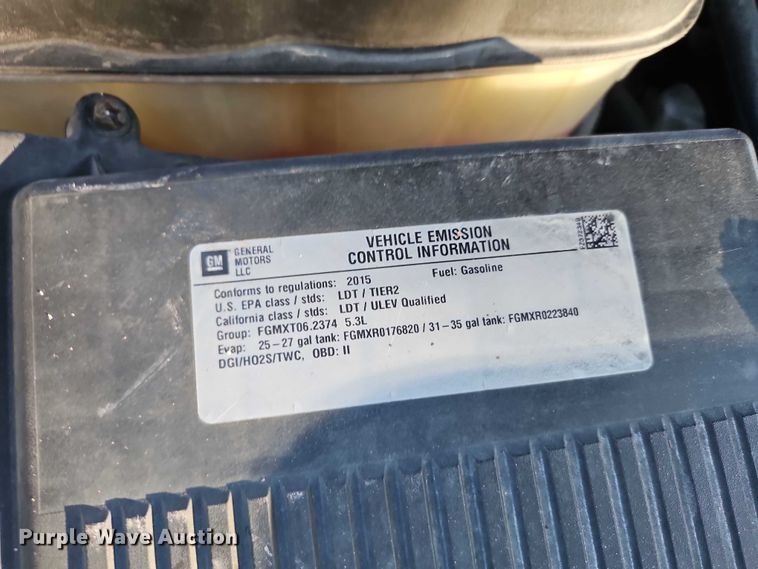 GM
GENERAL
MOTORS
LLC
VEHICLE EMISSION
CONTROL INFORMATION
Conforms to regulations: 2015 Fuel: Gasoline
U.S. EPA class / stds: LDT / TIER2
California class / stds: LDT / ULEV Qualified
Group: FGMXT06.2374 5.3L
Evap: 25-27 gal tank: FGMXR0176820 / 31-35 gal tank: FGMXR0223840
DGI/HO2S/TWC, OBD: II
Purple Wave Auction